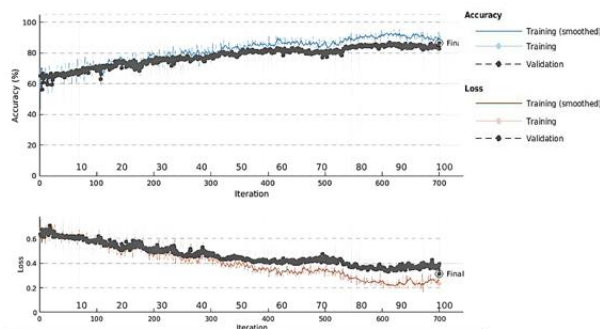 Accuracy
Training (smoothed)
Training
Validation
Loss
Training (smoothed)
Training
Validation
Accuracy (%)
100
80
60
40
20
0
Fin
10 20 30 40 50 60 70 80 90 100
0 100 200 300 400 500 600 700
Iteration
Loss
0.6
0.4
0.2
0
Final
10 20 30 40 50 60 70 80 90 100
0 100 200 300 400 500 600 700
Iteration